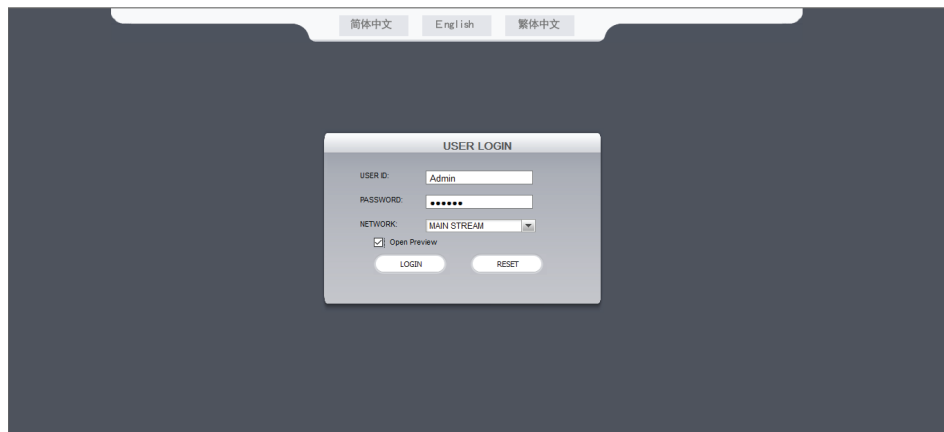 简体中文 English 繁体中文
USER LOGIN
USER ID: Admin
PASSWORD: ●●●●●●
NETWORK: MAIN STREAM
Open Preview
LOGIN RESET